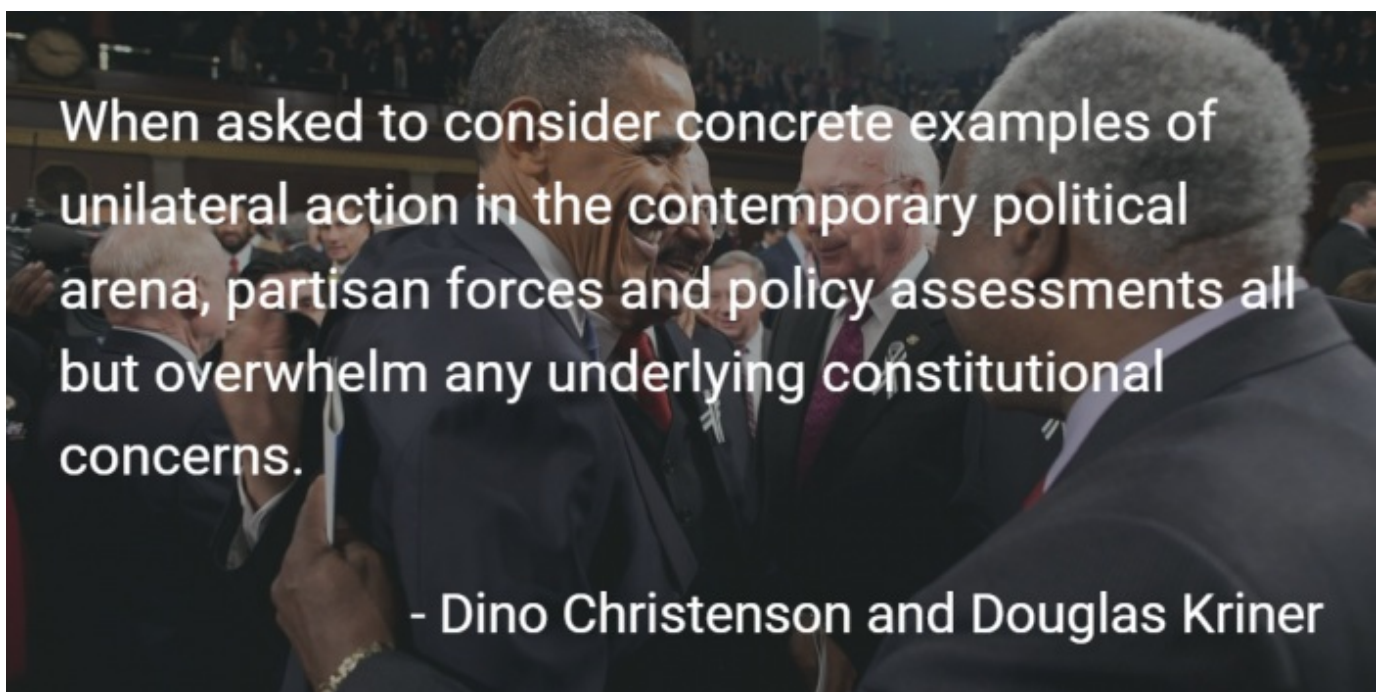 When asked to consider concrete examples of
unilateral action in the contemporary political
arena, partisan forces and policy assessments all
but overwhelm any underlying constitutional
concerns.
- Dino Christenson and Douglas Kriner